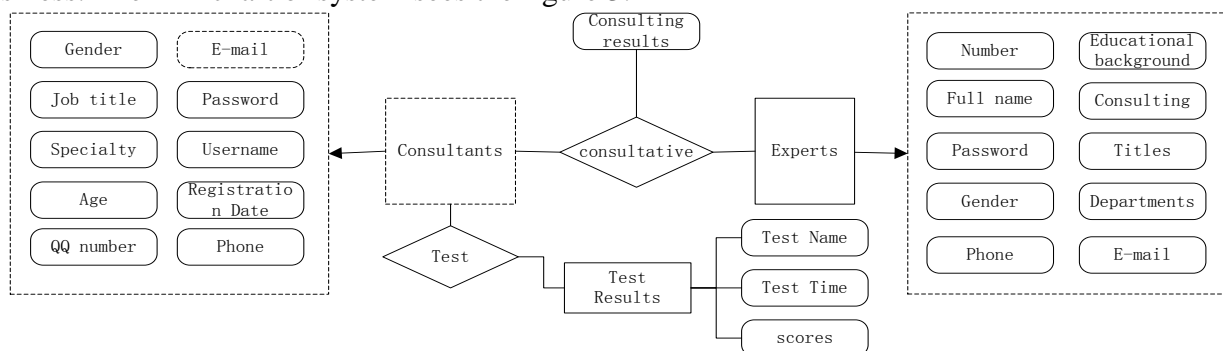 Consulting
results
Gender
E-mail
Job title
Password
Specialty
Username
Age
Registratio
n Date
QQ number
Phone
Consultants
consultative
Experts
Test
Test
Results
Test Name
Test Time
scores
Number
Educational
background
Full name
Consulting
Password
Titles
Gender
Departments
Phone
E-mail